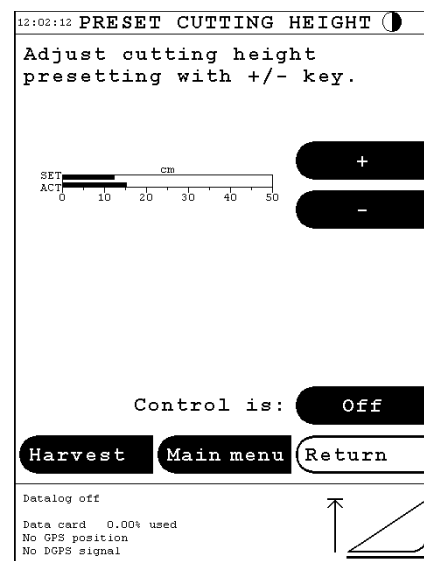 12:02:12 PRESET CUTTING HEIGHT
Adjust cutting height
presetting with +/- key.
+
cm
SET
ACT
0 10 20 30 40 50
-
Control is: Off
Harvest Main menu Return
Datalog off
Data card 0.00% used
No GPS position
No DGPS signal